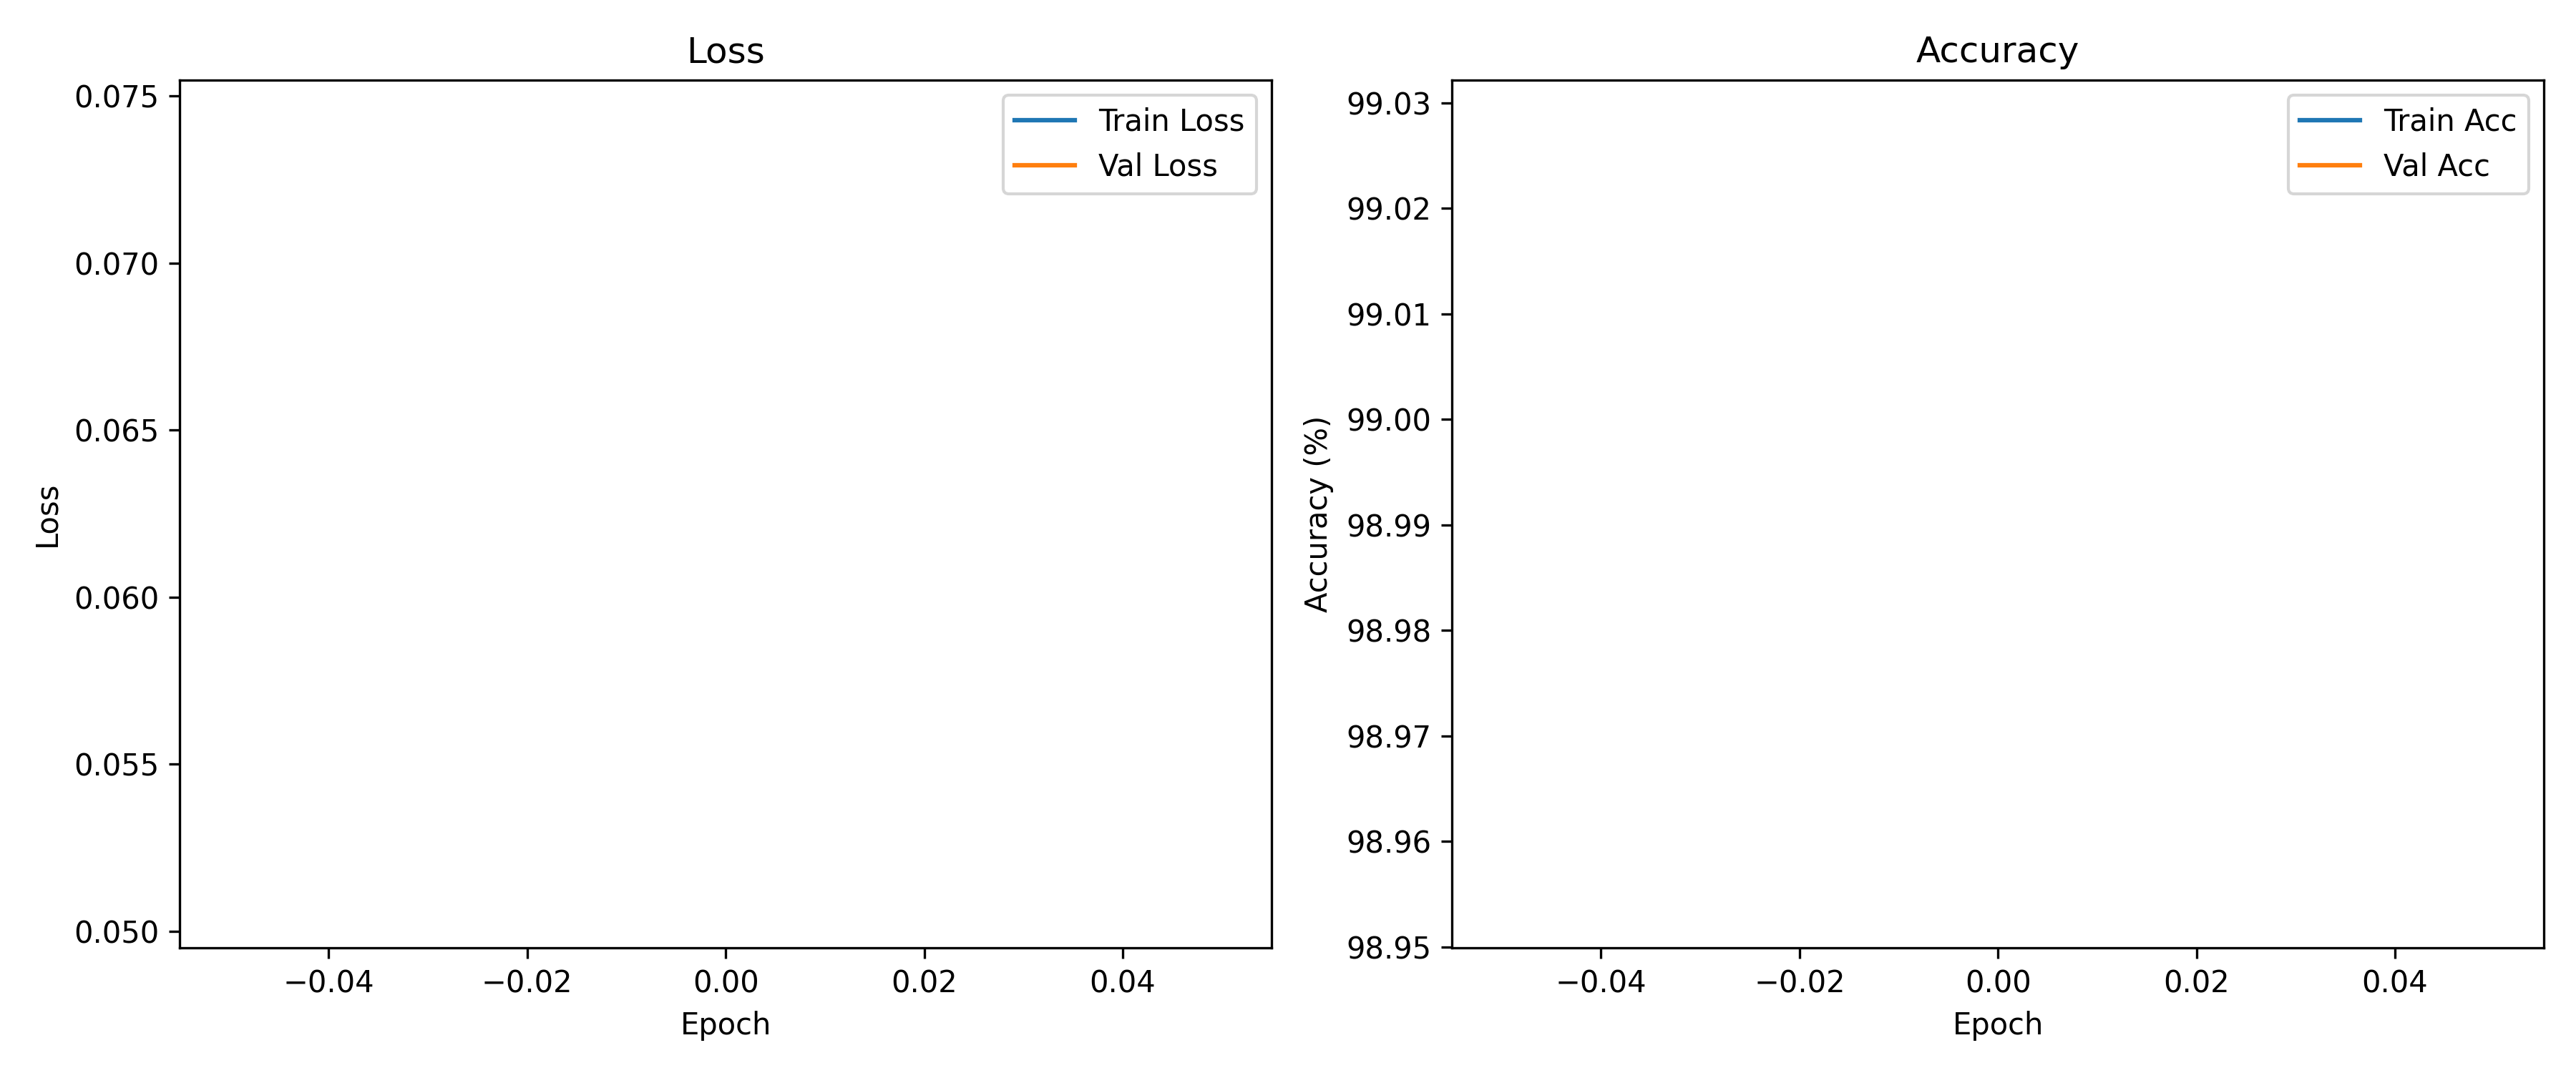 Loss
0.075
0.070
0.065
0.060
0.055
0.050
Loss
−0.04
−0.02
0.00
0.02
0.04
Epoch
Train Loss
Val Loss
Accuracy
99.03
99.02
99.01
99.00
98.99
98.98
98.97
98.96
98.95
Accuracy (%)
−0.04
−0.02
0.00
0.02
0.04
Epoch
Train Acc
Val Acc